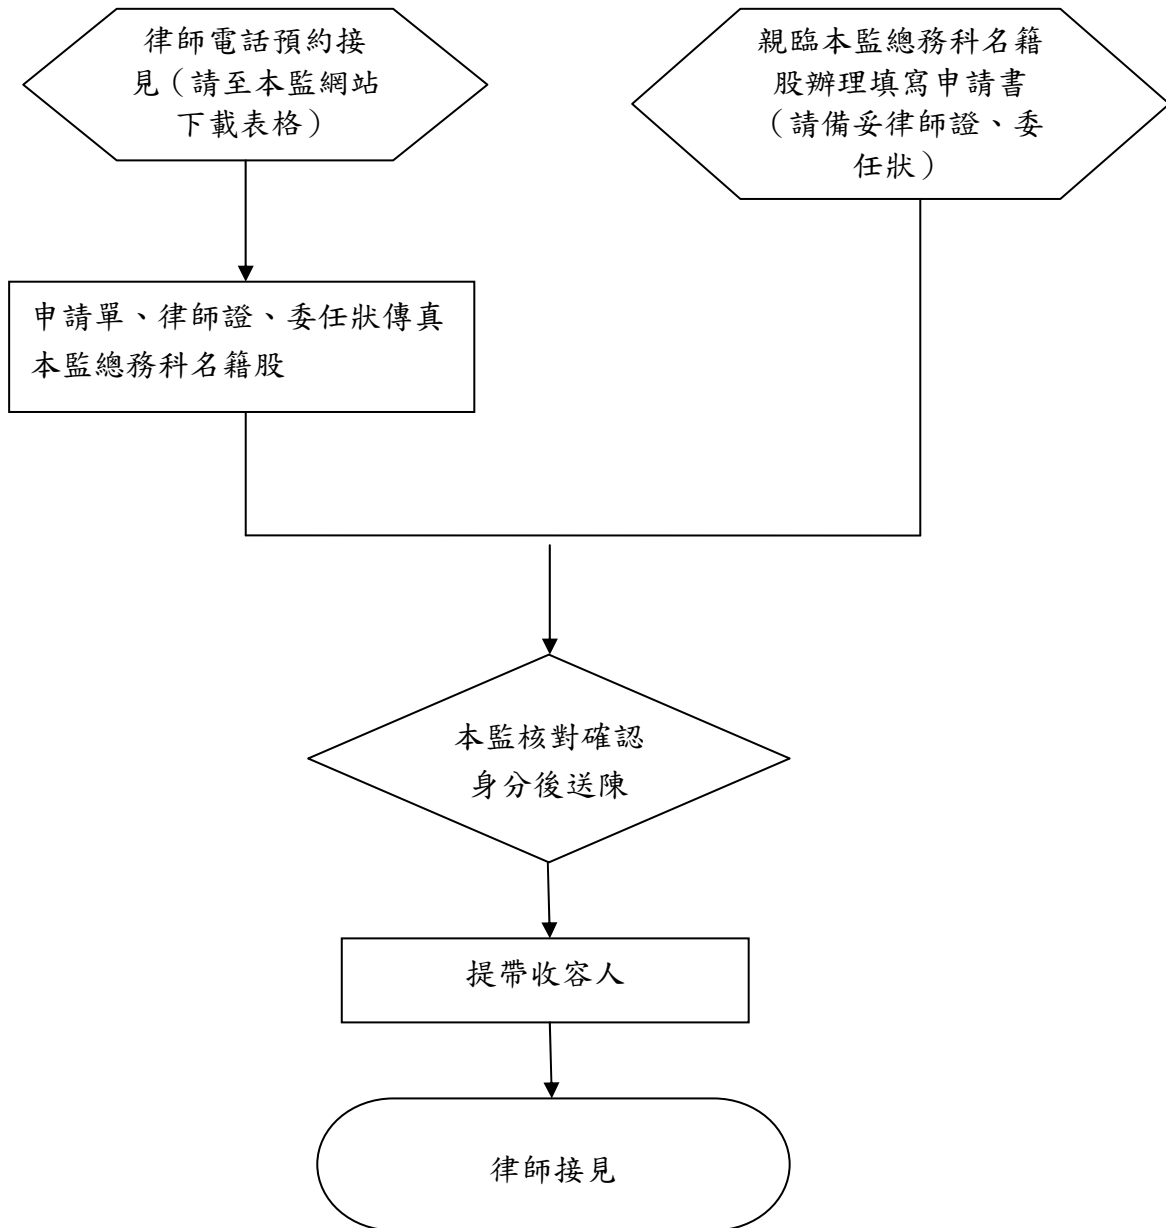 律師電話預約接
見（請至本監網站
下載表格）
親臨本監總務科名籍
股辦理填寫申請書
（請備妥律師證、委
任狀）
申請單、律師證、委任狀傳真
本監總務科名籍股
本監核對確認
身分後送陳
提帶收容人
律師接見